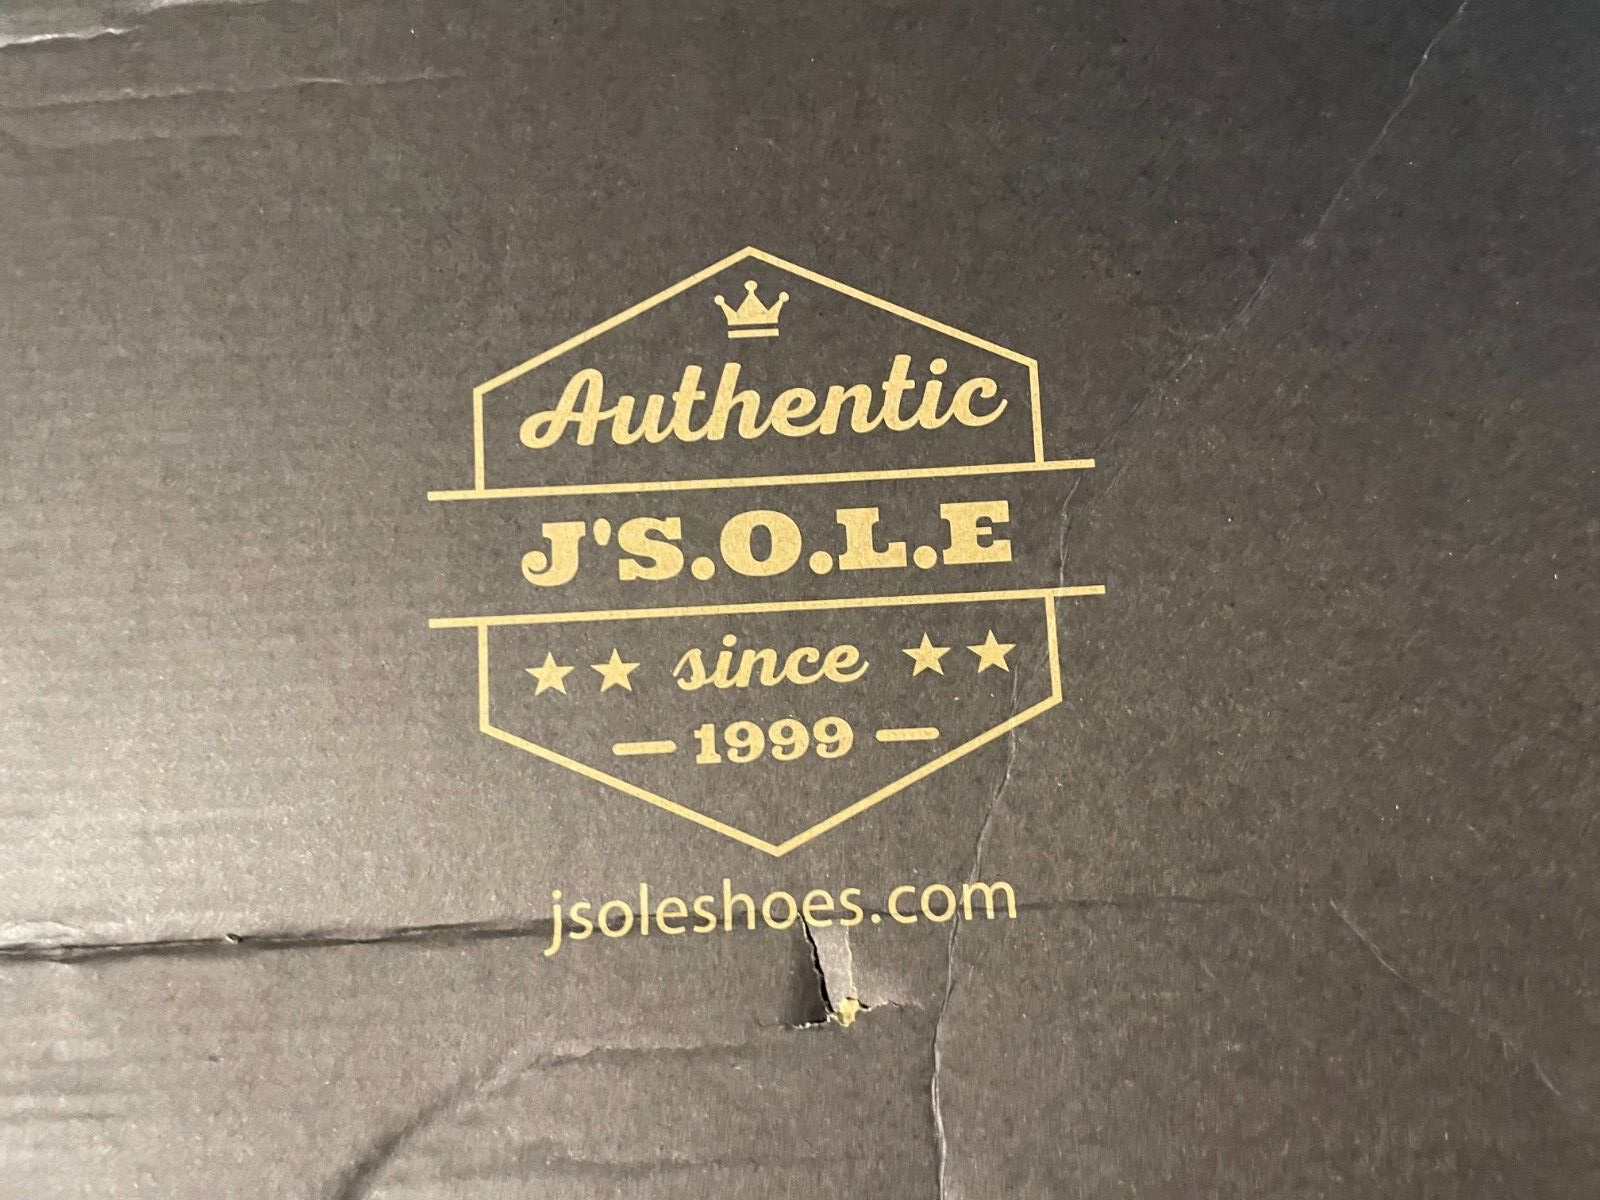 Authentic
J'S.O.L.E
★ ★ since ★ ★
— 1999 —
jsoleshoes.com